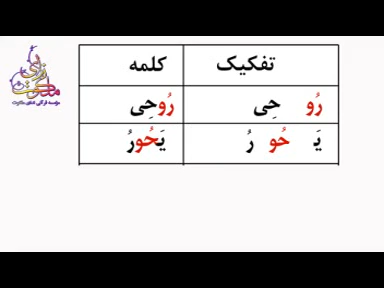 تفکیک کلمه
رُو حِی رُوحِی
یَـ حُو رُ یَحُورُ